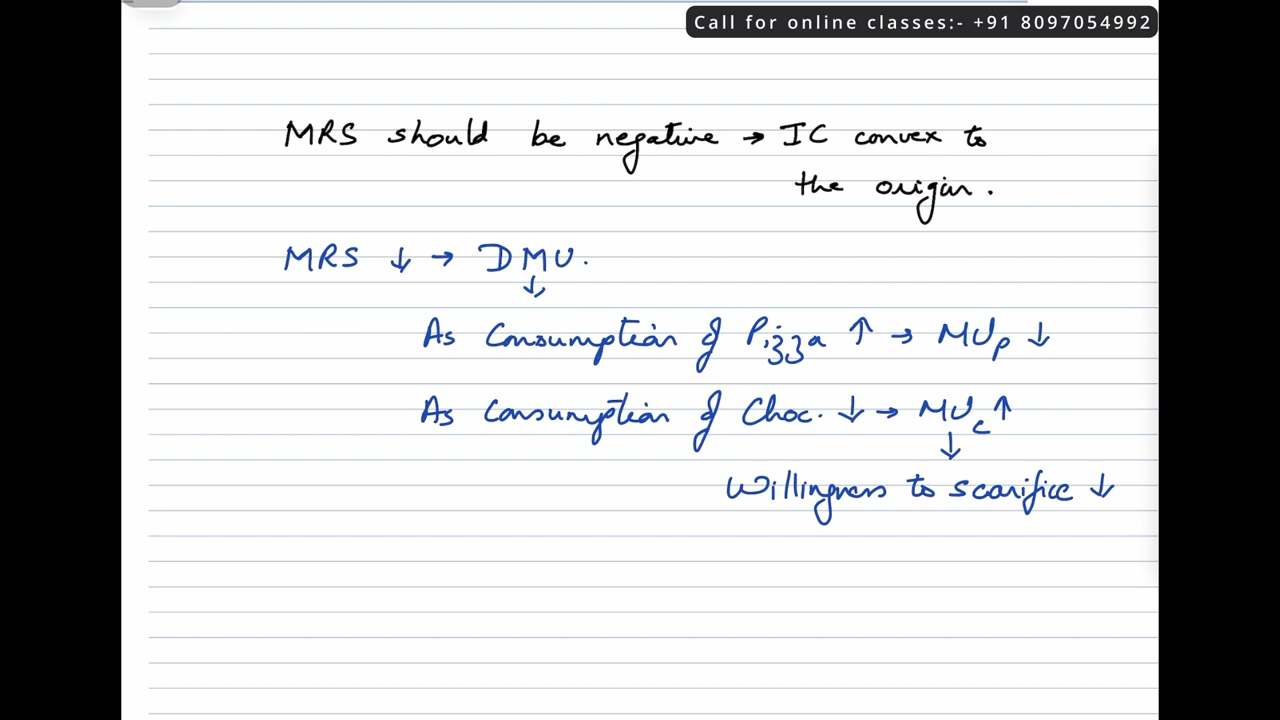 Call for online classes:- +91 8097054992
MRS should be negative → IC convex to
the origin.
MRS ↓ → DMU.
↓
As Consumption of Pizza ↑ → MUp ↓
As Consumption of Choc. ↓ → MUc ↑
↓
Willingness to scarifice ↓